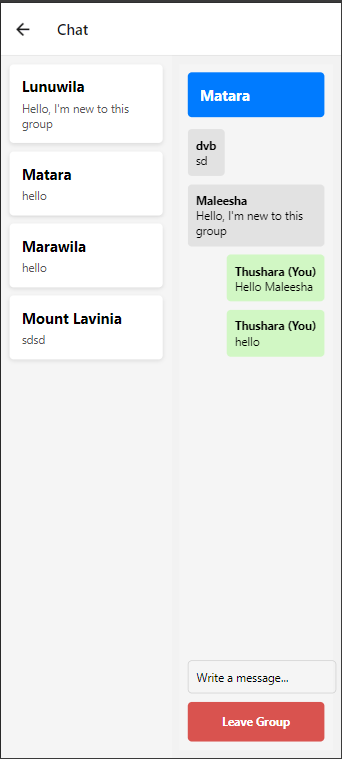 Chat
Lunuwila
Hello, I'm new to this
group
Matara
hello
Marawila
hello
Mount Lavinia
sdsd
Matara
dvb
sd
Maleesha
Hello, I'm new to this
group
Thushara (You)
Hello Maleesha
Thushara (You)
hello
Write a message...
Leave Group